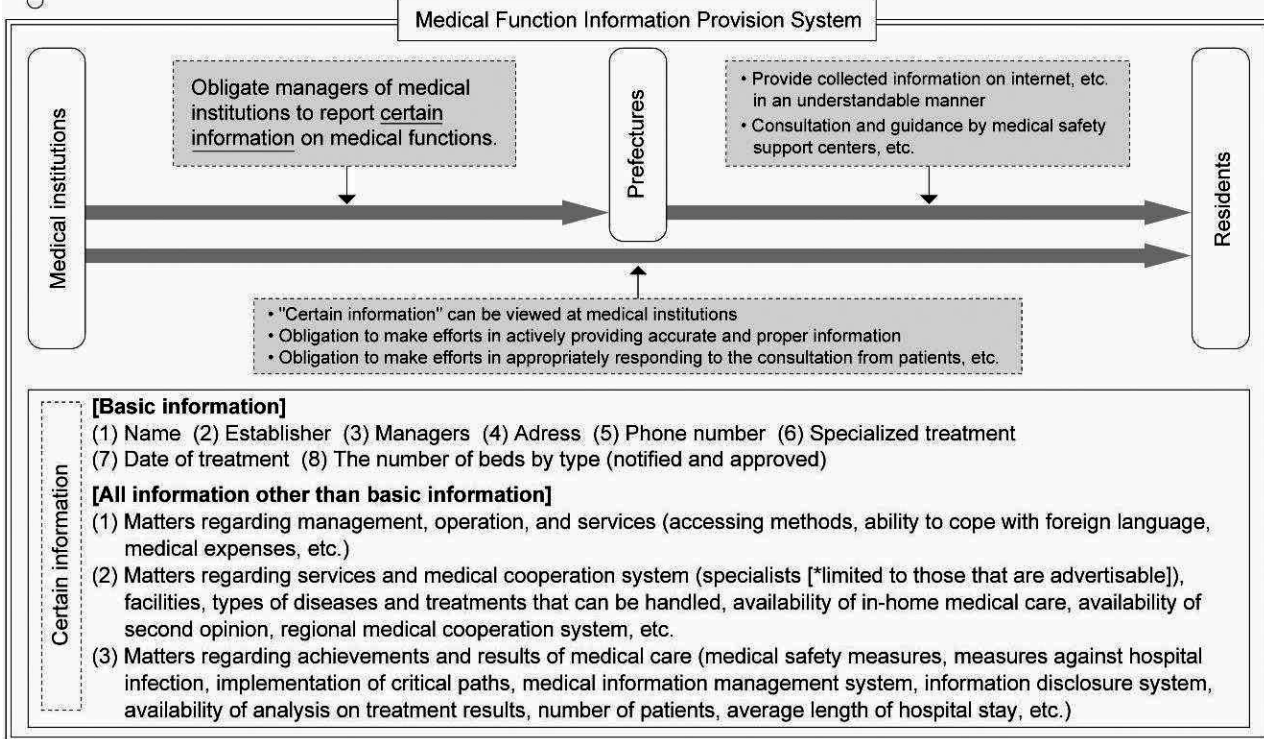 Medical Function Information Provision System
Medical institutions
Obligate managers of medical
institutions to report certain
information on medical functions.
Prefectures
• Provide collected information on internet, etc.
in an understandable manner
• Consultation and guidance by medical safety
support centers, etc.
Residents
• "Certain information" can be viewed at medical institutions
• Obligation to make efforts in actively providing accurate and proper information
• Obligation to make efforts in appropriately responding to the consultation from patients, etc.
Certain information
[Basic information]
(1) Name (2) Establisher (3) Managers (4) Adress (5) Phone number (6) Specialized treatment
(7) Date of treatment (8) The number of beds by type (notified and approved)
[All information other than basic information]
(1) Matters regarding management, operation, and services (accessing methods, ability to cope with foreign language,
medical expenses, etc.)
(2) Matters regarding services and medical cooperation system (specialists [*limited to those that are advertisable]),
facilities, types of diseases and treatments that can be handled, availability of in-home medical care, availability of
second opinion, regional medical cooperation system, etc.
(3) Matters regarding achievements and results of medical care (medical safety measures, measures against hospital
infection, implementation of critical paths, medical information management system, information disclosure system,
availability of analysis on treatment results, number of patients, average length of hospital stay, etc.)